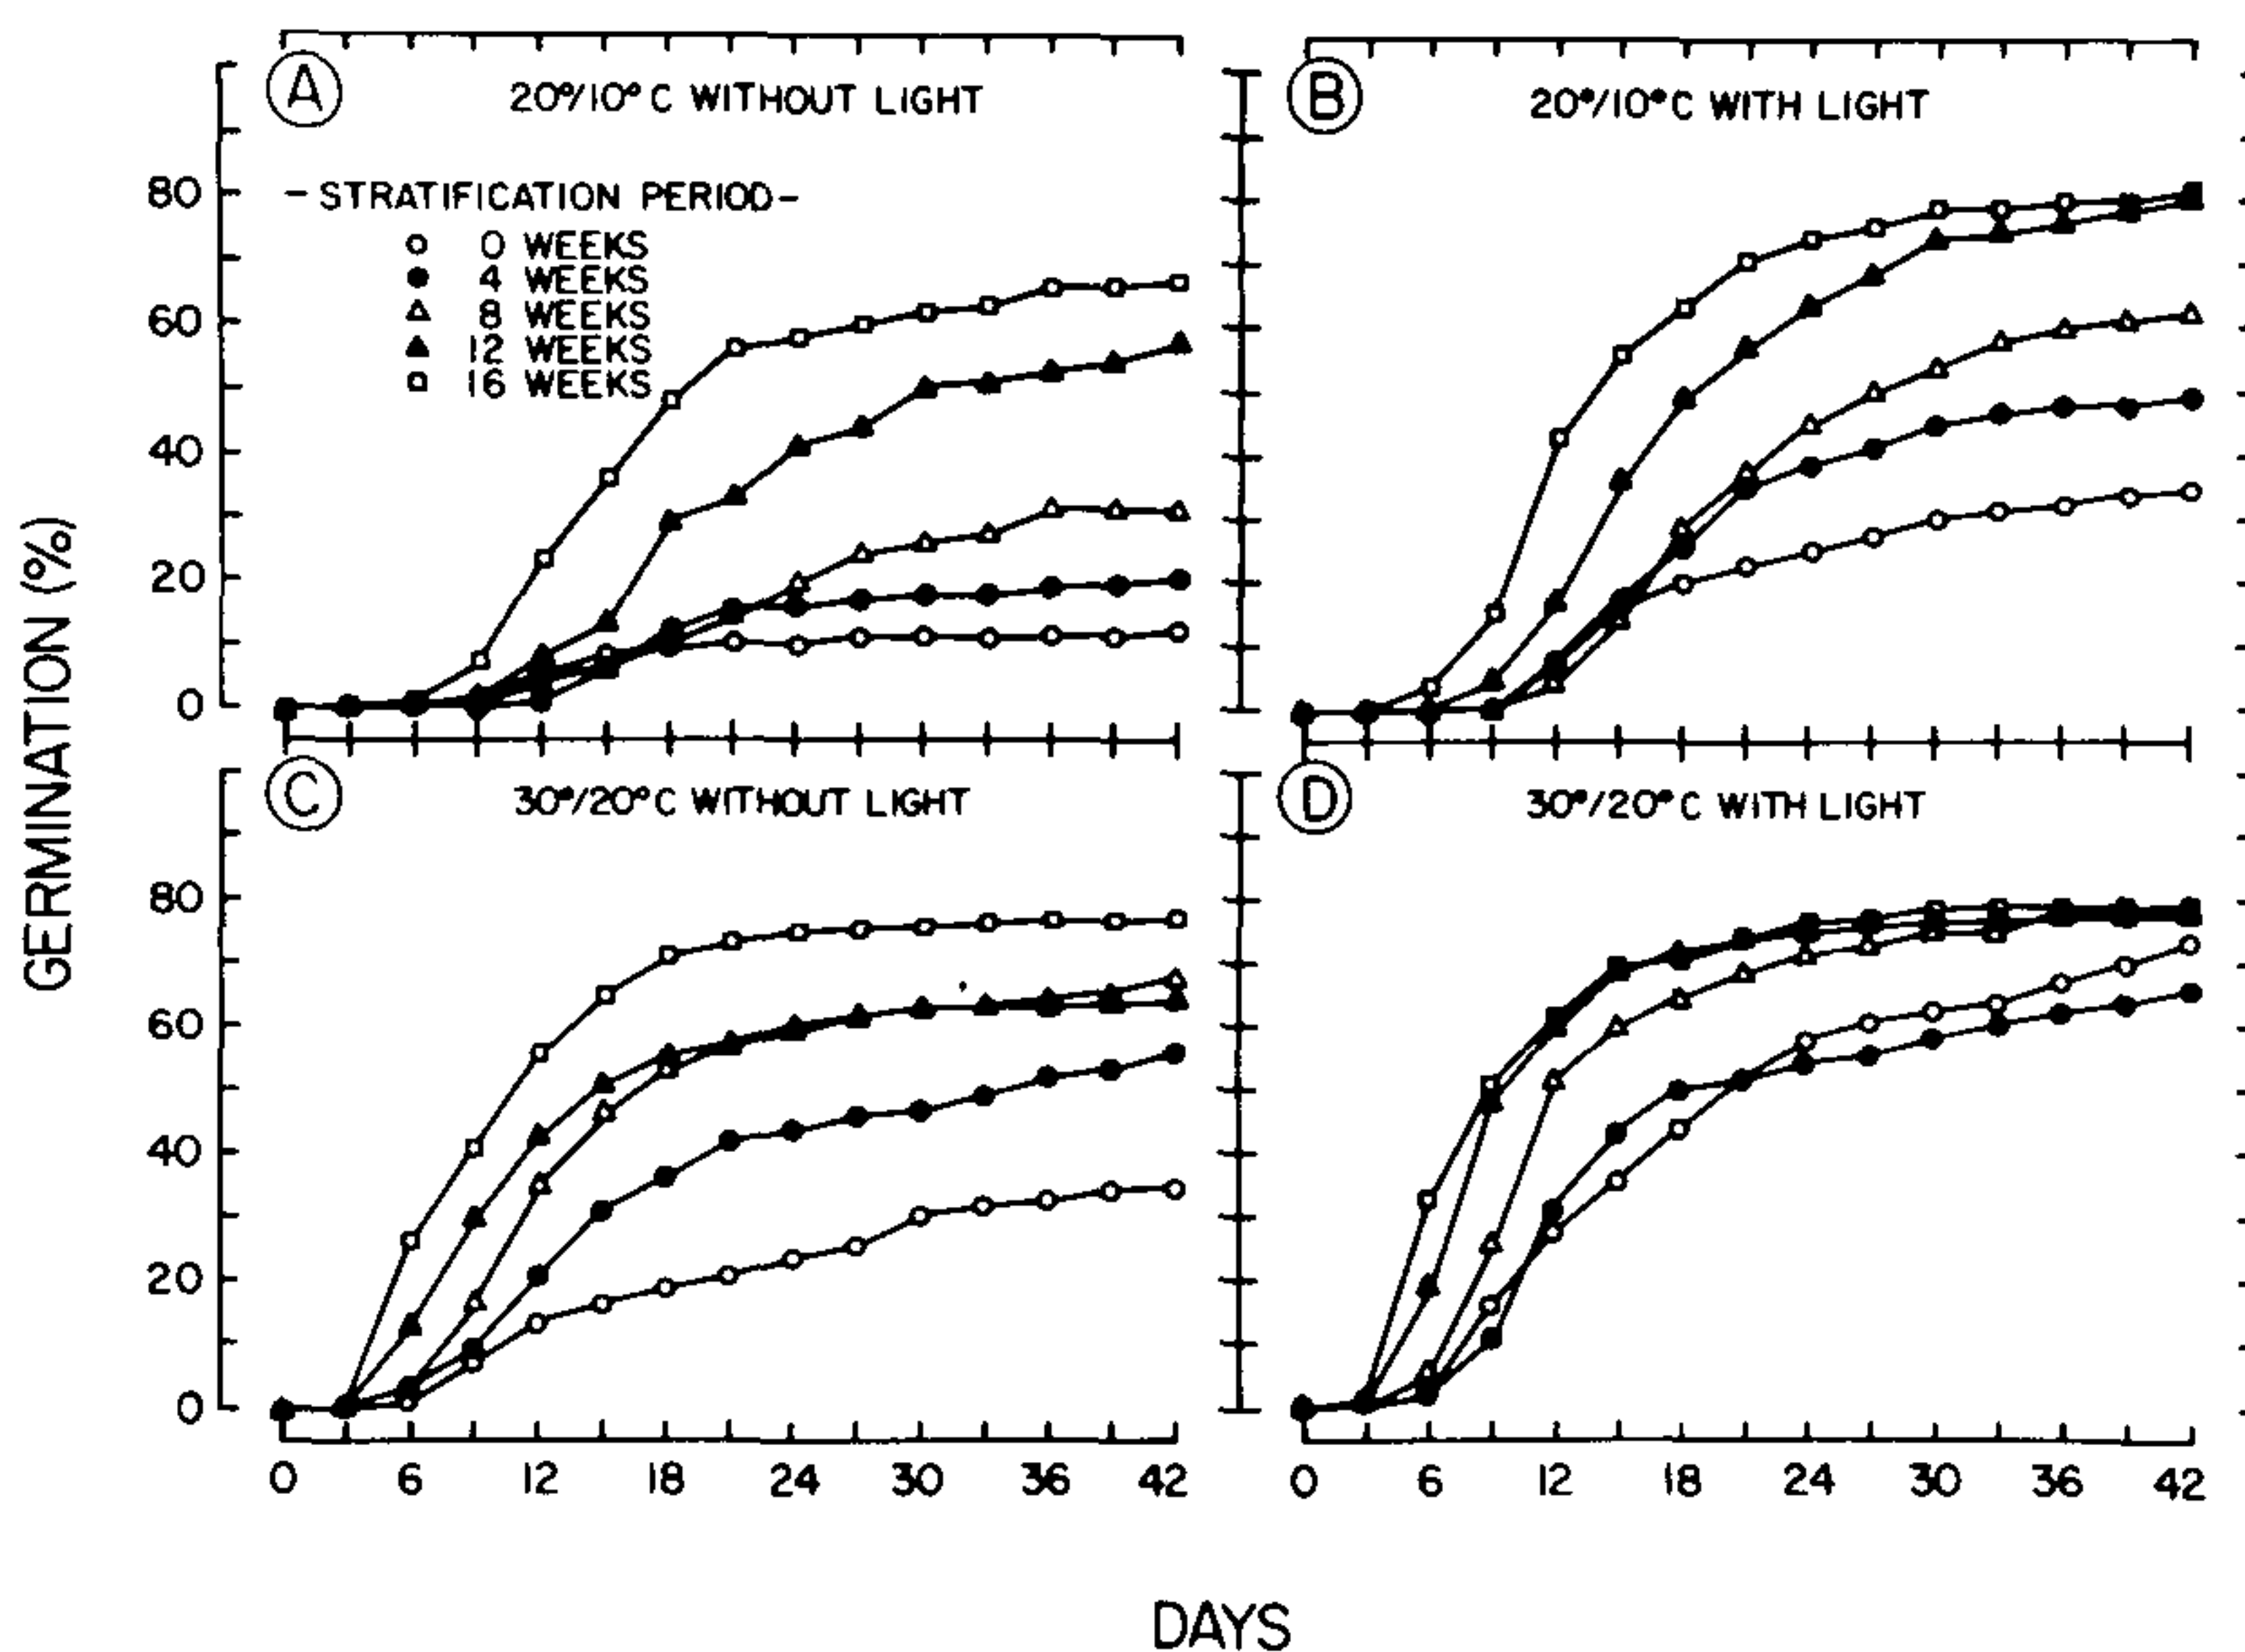 A
20°/10° C WITHOUT LIGHT
- STRATIFICATION PERIOD -
0 WEEKS
4 WEEKS
8 WEEKS
12 WEEKS
16 WEEKS
80
60
40
20
0
B
20°/10°C WITH LIGHT
GERMINATION (%)
C
30°/20°C WITHOUT LIGHT
80
60
40
20
0
0 6 12 18 24 30 36 42
D
30°/20°C WITH LIGHT
0 6 12 18 24 30 36 42
DAYS